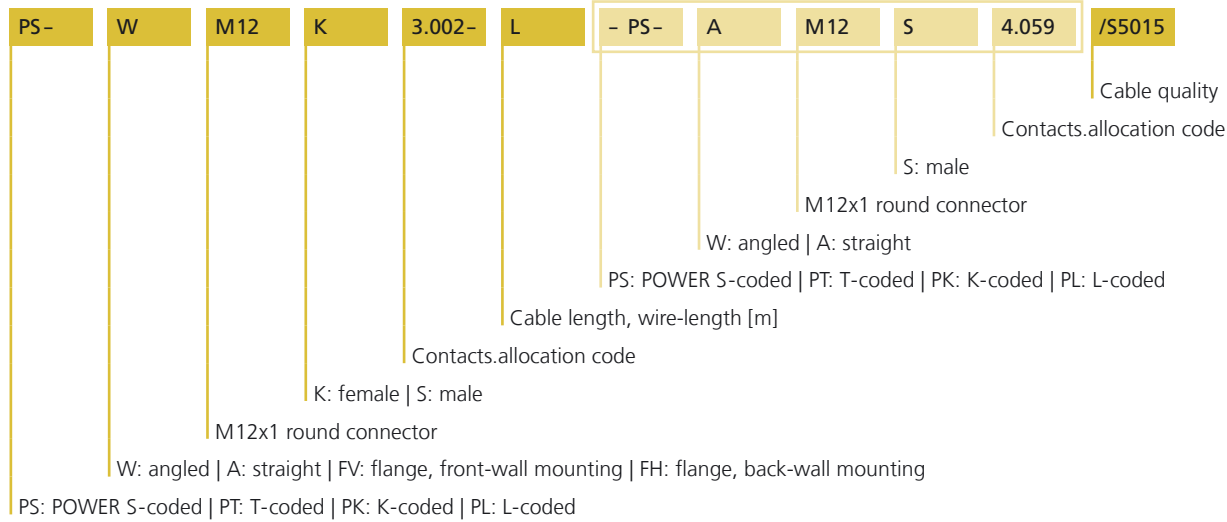 PS– W M12 K 3.002– L – PS– A M12 S 4.059 /S5015
Cable quality
Contacts.allocation code
S: male
M12x1 round connector
W: angled | A: straight
PS: POWER S-coded | PT: T-coded | PK: K-coded | PL: L-coded
Cable length, wire-length [m]
Contacts.allocation code
K: female | S: male
M12x1 round connector
W: angled | A: straight | FV: flange, front-wall mounting | FH: flange, back-wall mounting
PS: POWER S-coded | PT: T-coded | PK: K-coded | PL: L-coded